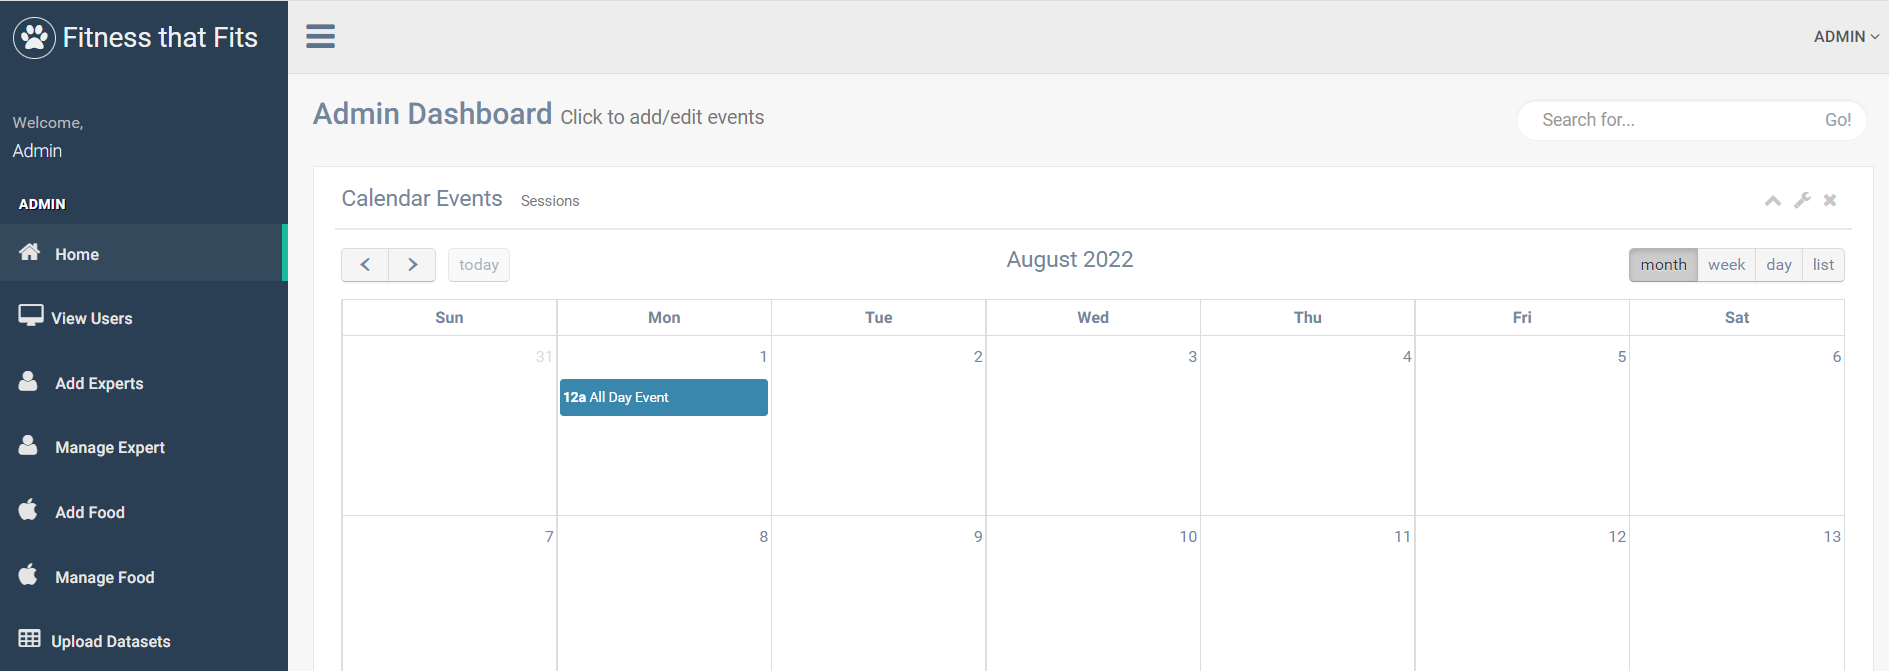 Fitness that Fits
ADMIN
Welcome,
Admin
ADMIN
Home
View Users
Add Experts
Manage Expert
Add Food
Manage Food
Upload Datasets
Admin Dashboard Click to add/edit events
Search for... Go!
Calendar Events Sessions
today August 2022 month week day list
Sun Mon Tue Wed Thu Fri Sat
31 1 2 3 4 5 6
12a All Day Event
7 8 9 10 11 12 13